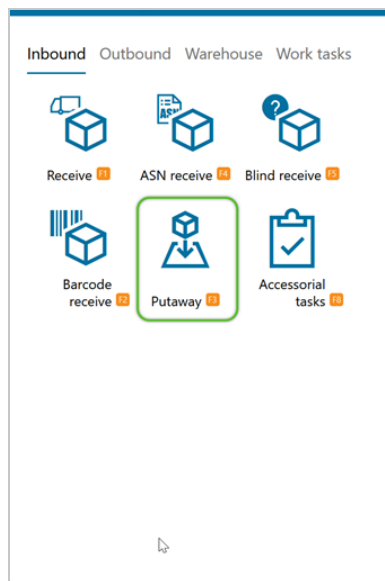 Inbound Outbound Warehouse Work tasks
ASN
?
Receive F1 ASN receive F4 Blind receive F5
Barcode
receive F2
Putaway F3
Accessorial
tasks F8